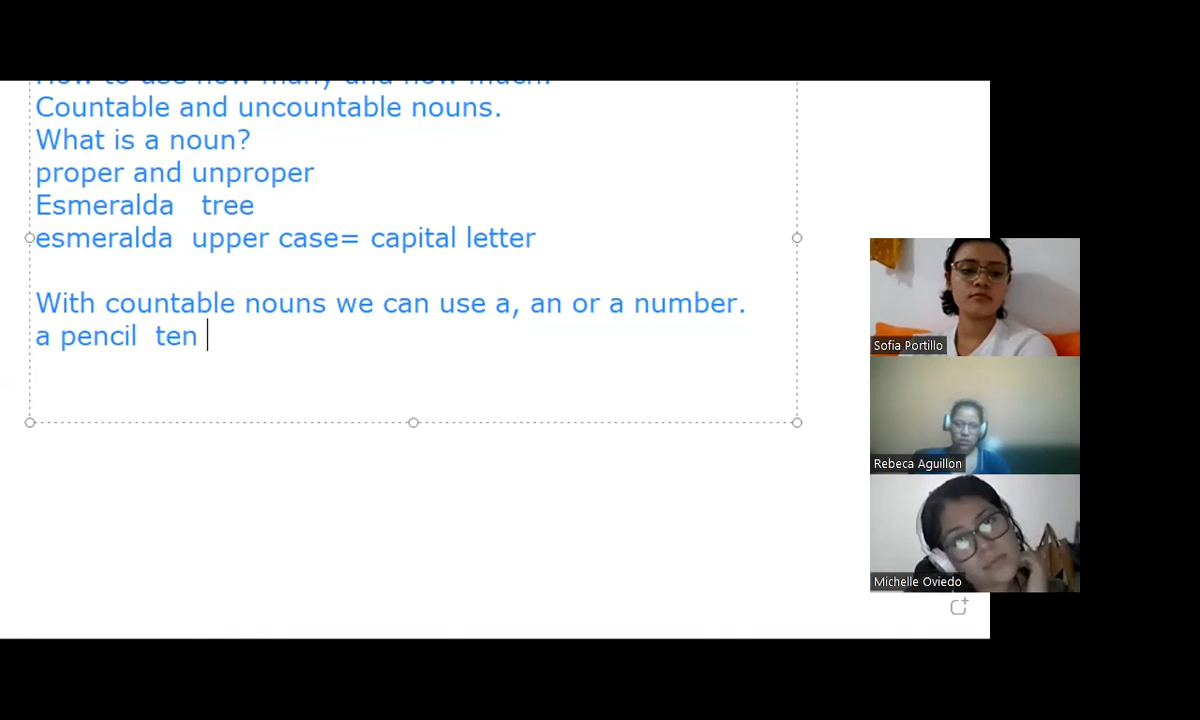 How to use how many and how much.
Countable and uncountable nouns.
What is a noun?
proper and unproper
Esmeralda tree
esmeralda upper case= capital letter
With countable nouns we can use a, an or a number.
a pencil ten
Sofia Portillo
Rebeca Aguillon
Michelle Oviedo